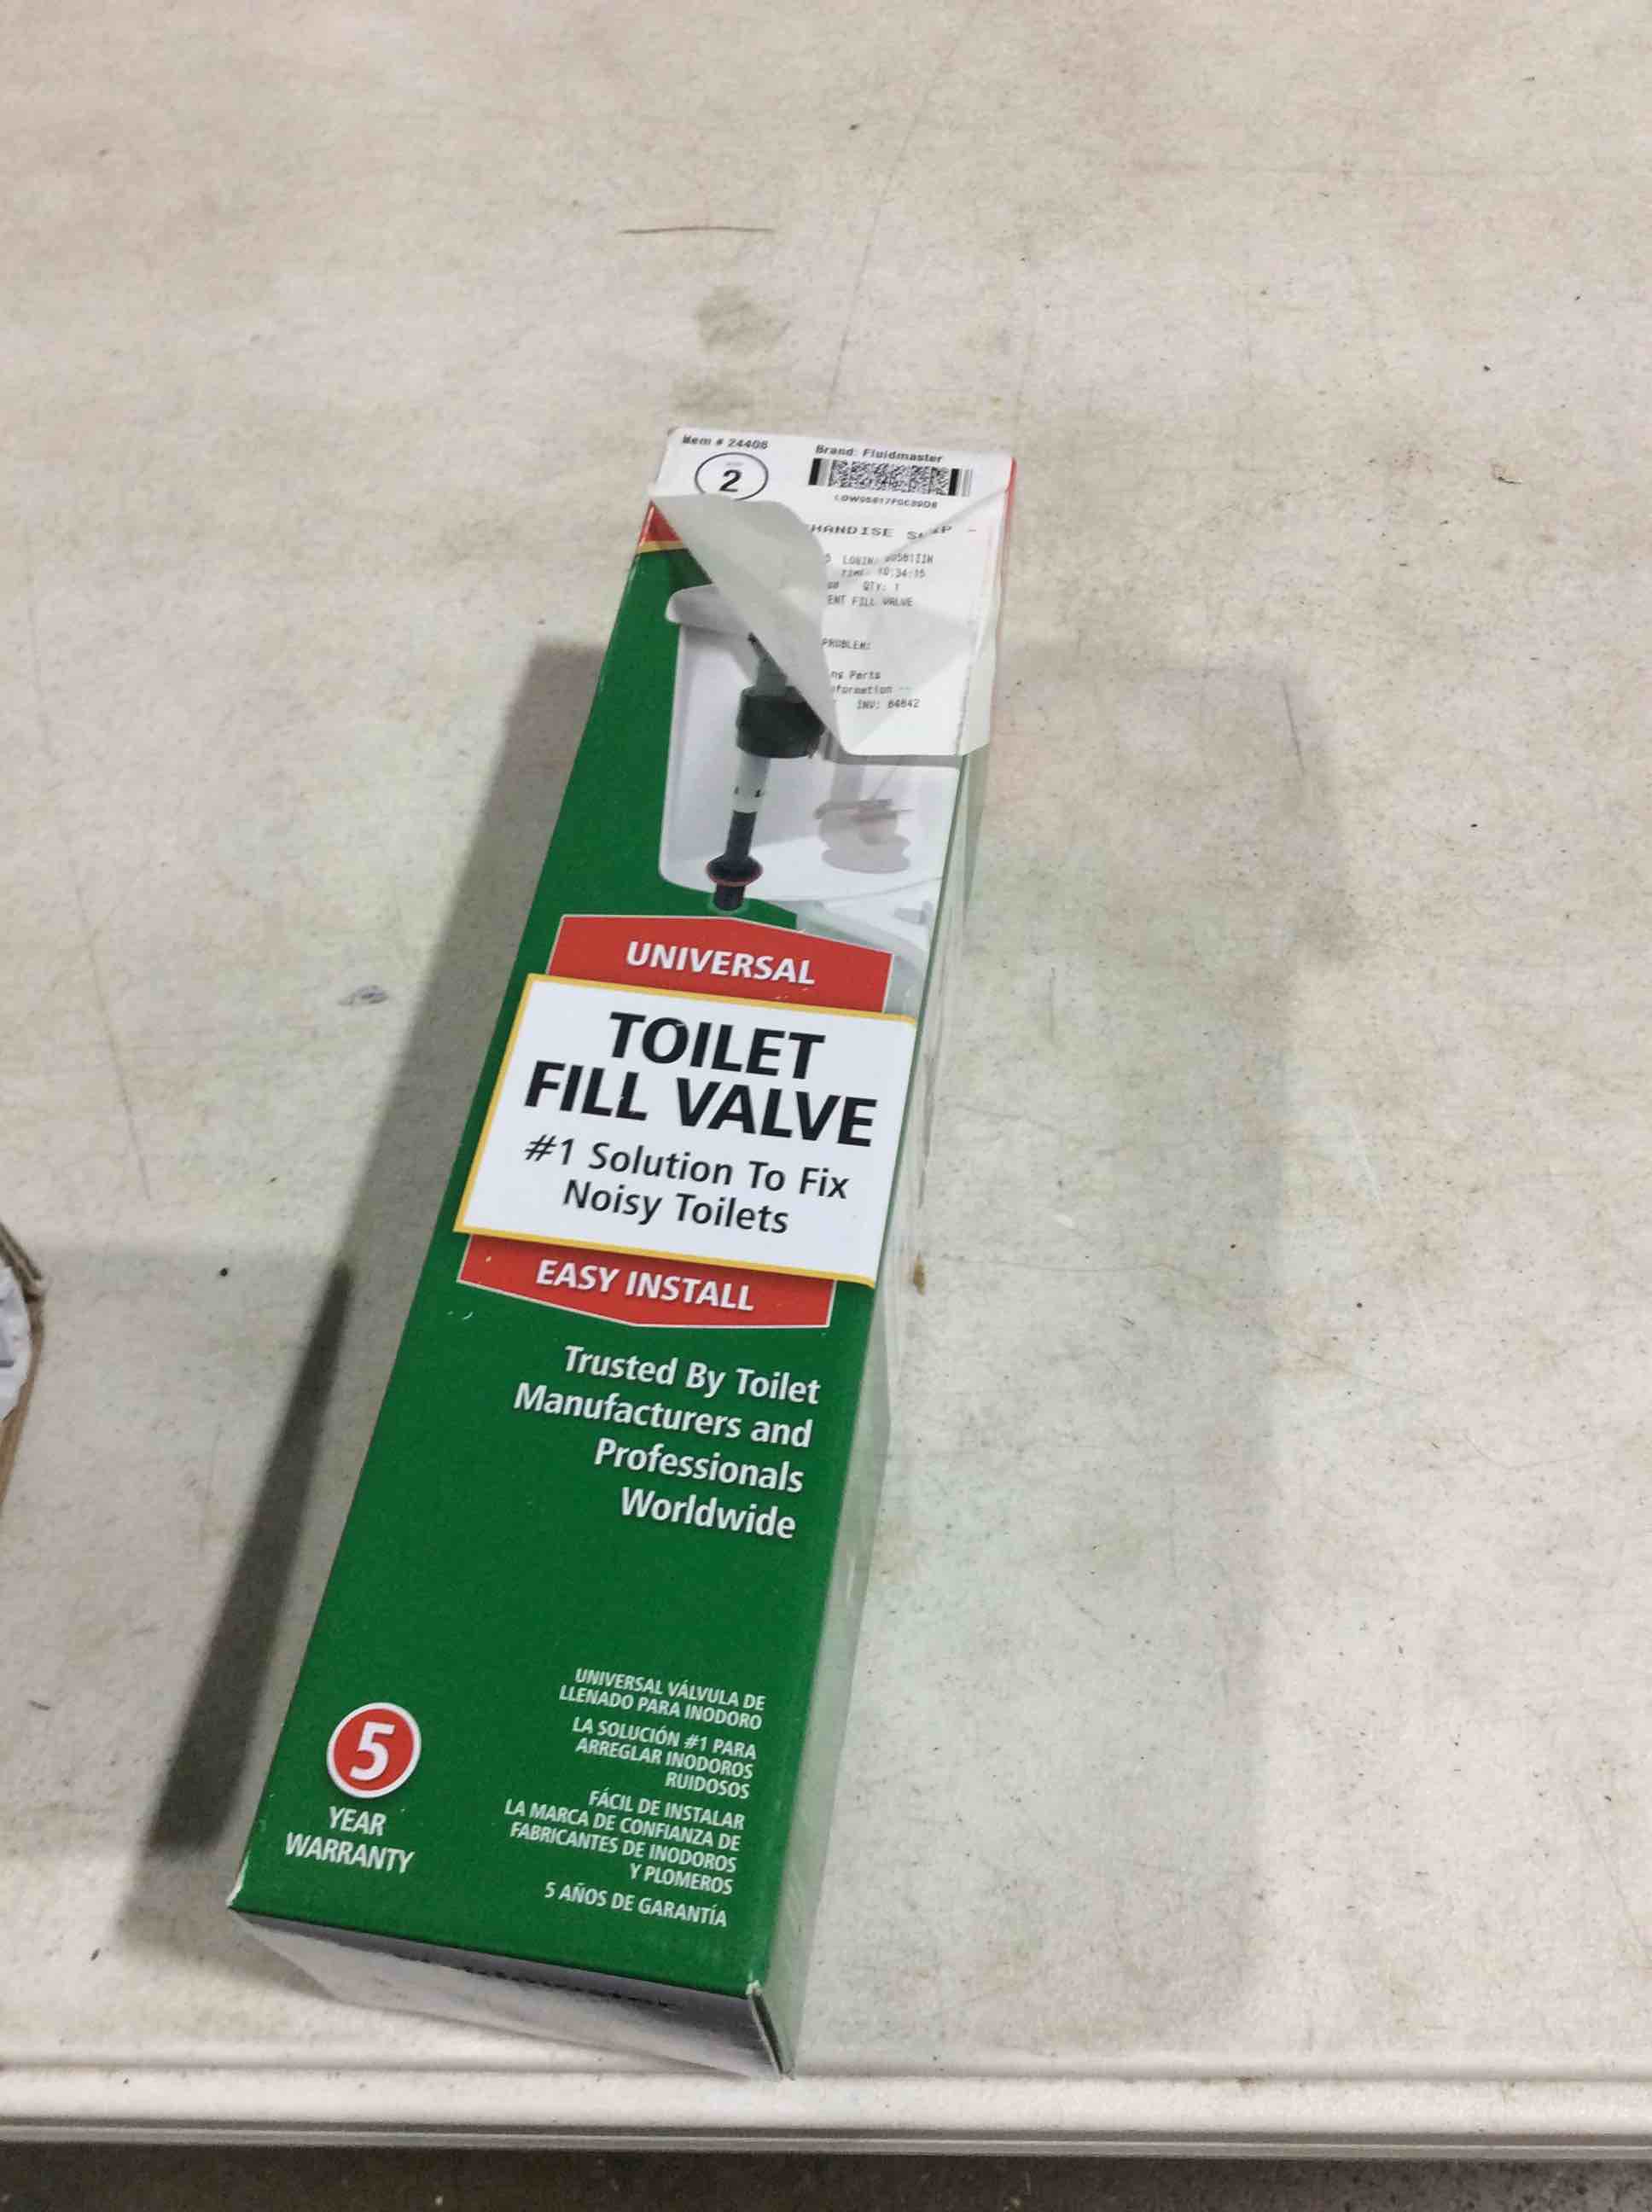 Item # 24408
Brand: Fluidmaster
2
HANDISE
LOGIN:
TIME: 10:34:15
QTY: 1
FILL VALVE
PROBLEM:
Parts
INV: 64642
UNIVERSAL
TOILET
FILL VALVE
#1 Solution To Fix
Noisy Toilets
EASY INSTALL
Trusted By Toilet
Manufacturers and
Professionals
Worldwide
UNIVERSAL VÁLVULA DE
LLENADO PARA INODORO
LA SOLUCIÓN #1 PARA
ARREGLAR INODOROS
RUIDOSOS
FÁCIL DE INSTALAR
LA MARCA DE CONFIANZA DE
FABRICANTES DE INODOROS
Y PLOMEROS
5 AÑOS DE GARANTÍA
5
YEAR
WARRANTY